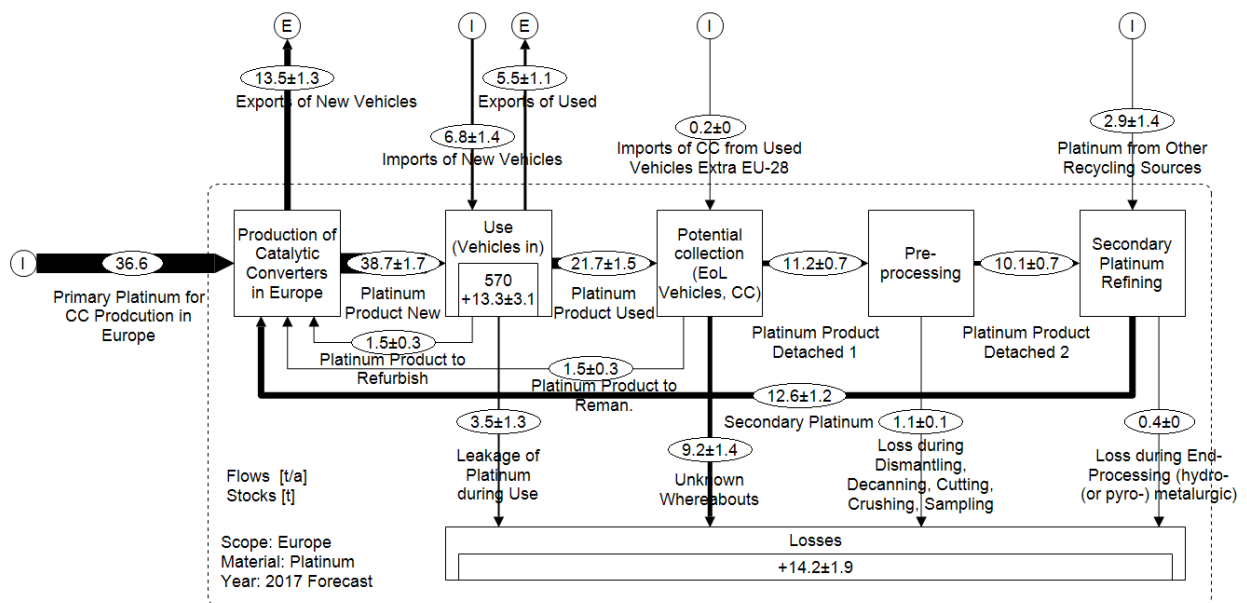 E
I
E
I
I
13.5±1.3
Exports of New Vehicles
5.5±1.1
Exports of Used
6.8±1.4
Imports of New Vehicles
0.2±0
Imports of CC from Used
Vehicles Extra EU-28
2.9±1.4
Platinum from Other
Recycling Sources
I
36.6
Primary Platinum for
CC Prodcution in
Europe
Production of
Catalytic
Converters
in Europe
38.7±1.7
Platinum
Product New
Use
(Vehicles in)
570
+13.3±3.1
21.7±1.5
Platinum
Product Used
Potential
collection
(EoL
Vehicles, CC)
11.2±0.7
Platinum Product
Detached 1
Pre-
processing
10.1±0.7
Platinum Product
Detached 2
Secondary
Platinum
Refining
1.5±0.3
Platinum Product to
Refurbish
1.5±0.3
Platinum Product to
Reman.
12.6±1.2
Secondary Platinum
3.5±1.3
Leakage of
Platinum
during Use
9.2±1.4
Unknown
Whereabouts
1.1±0.1
Loss during
Dismantling,
Decanning, Cutting,
Crushing, Sampling
0.4±0
Loss during End-
Processing (hydro-
(or pyro-) metalurgic)
Flows [t/a]
Stocks [t]
Scope: Europe
Material: Platinum
Year: 2017 Forecast
Losses
+14.2±1.9